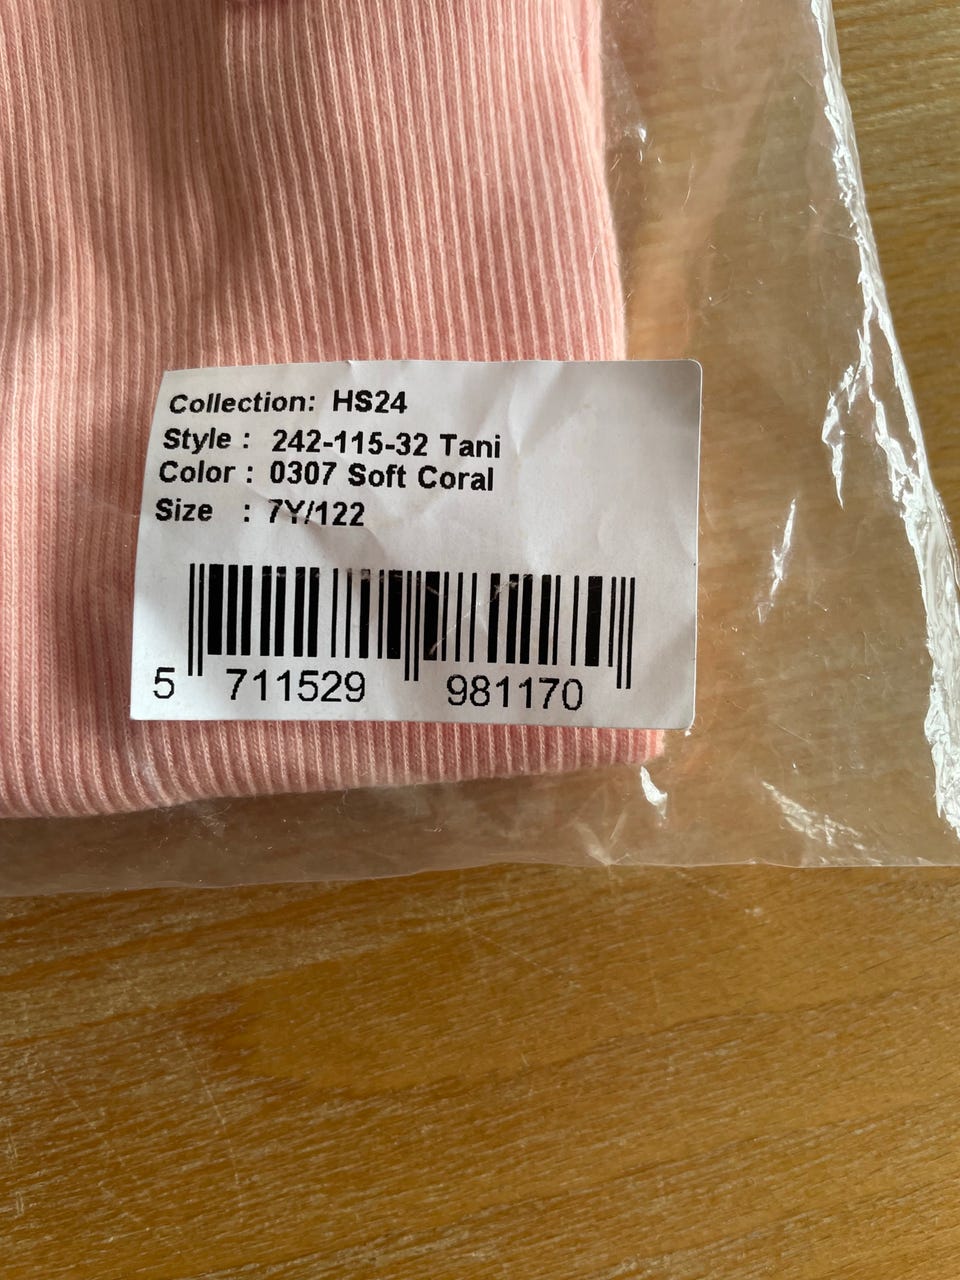 Collection: HS24
Style : 242-115-32 Tani
Color : 0307 Soft Coral
Size : 7Y/122
5 711529 981170